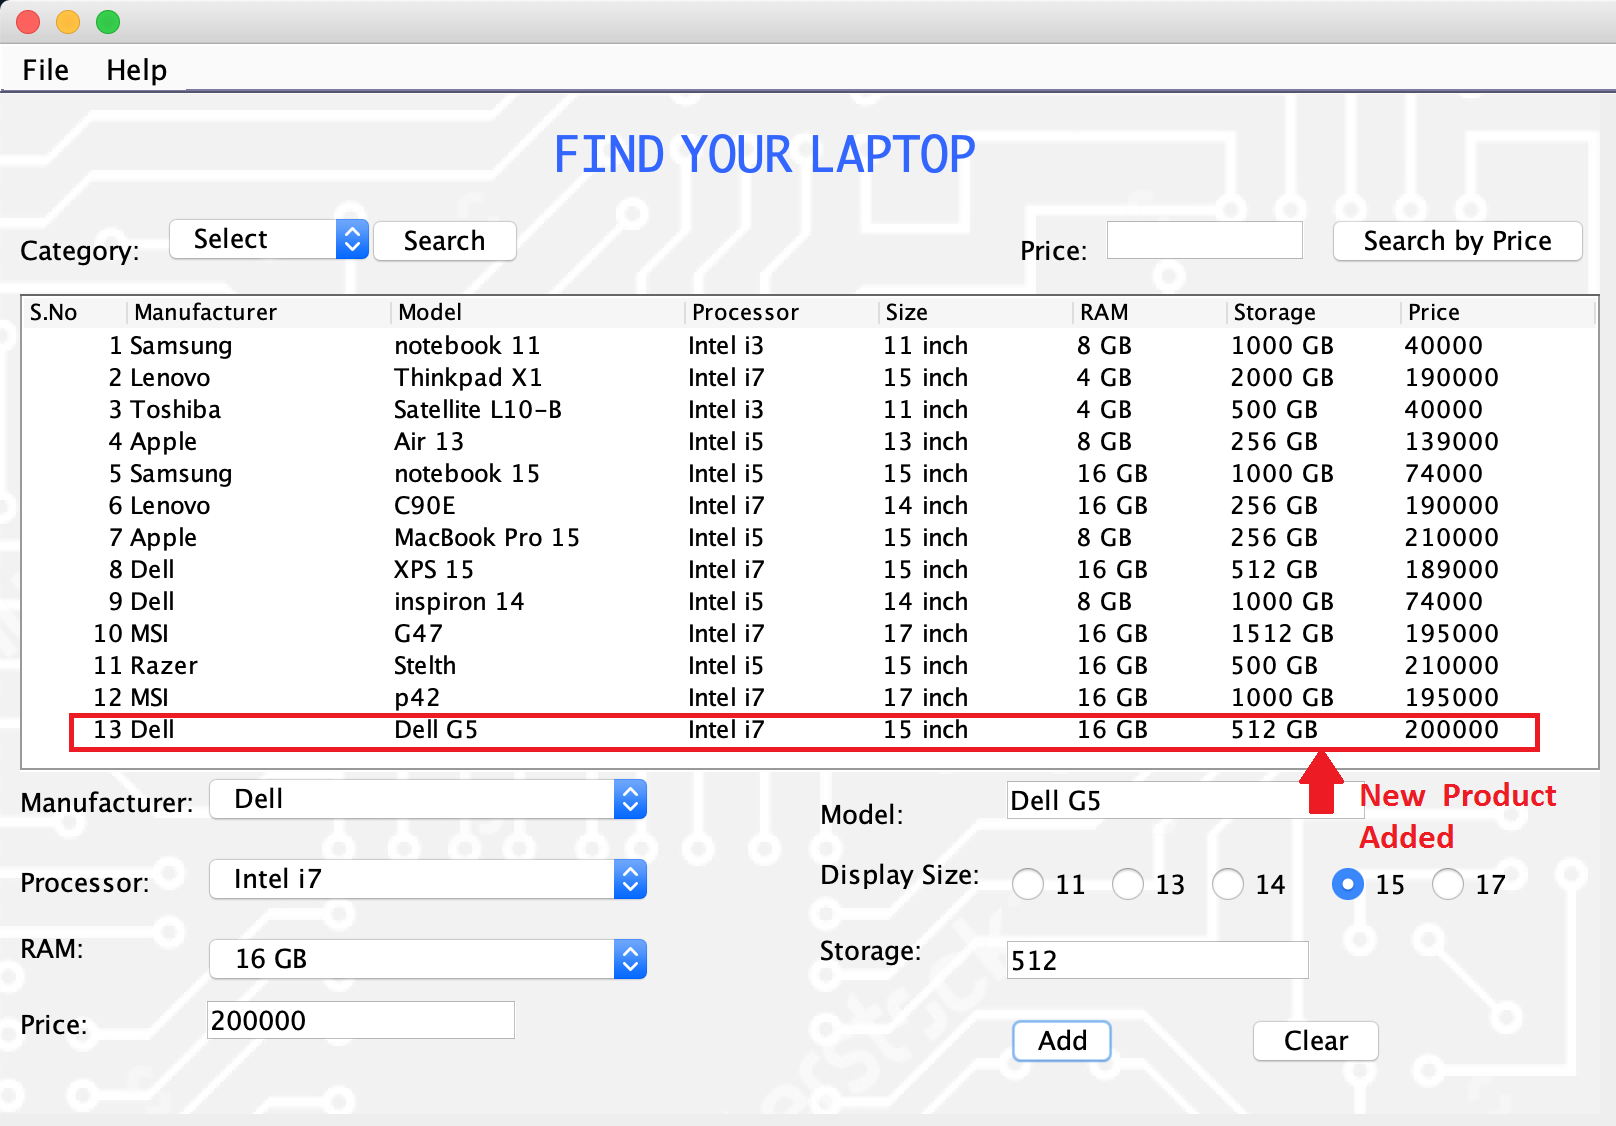 File Help
FIND YOUR LAPTOP
Category: Select Search Price: Search by Price
S.No Manufacturer Model Processor Size RAM Storage Price
1 Samsung notebook 11 Intel i3 11 inch 8 GB 1000 GB 40000
2 Lenovo Thinkpad X1 Intel i7 15 inch 4 GB 2000 GB 190000
3 Toshiba Satellite L10-B Intel i3 11 inch 4 GB 500 GB 40000
4 Apple Air 13 Intel i5 13 inch 8 GB 256 GB 139000
5 Samsung notebook 15 Intel i5 15 inch 16 GB 1000 GB 74000
6 Lenovo C90E Intel i7 14 inch 16 GB 256 GB 190000
7 Apple MacBook Pro 15 Intel i5 15 inch 8 GB 256 GB 210000
8 Dell XPS 15 Intel i7 15 inch 16 GB 512 GB 189000
9 Dell inspiron 14 Intel i5 14 inch 8 GB 1000 GB 74000
10 MSI G47 Intel i7 17 inch 16 GB 1512 GB 195000
11 Razer Stelth Intel i5 15 inch 16 GB 500 GB 210000
12 MSI p42 Intel i7 17 inch 16 GB 1000 GB 195000
13 Dell Dell G5 Intel i7 15 inch 16 GB 512 GB 200000
Manufacturer: Dell Model: Dell G5 New Product
Added
Processor: Intel i7 Display Size: 11 13 14 15 17
RAM: 16 GB Storage: 512
Price: 200000 Add Clear